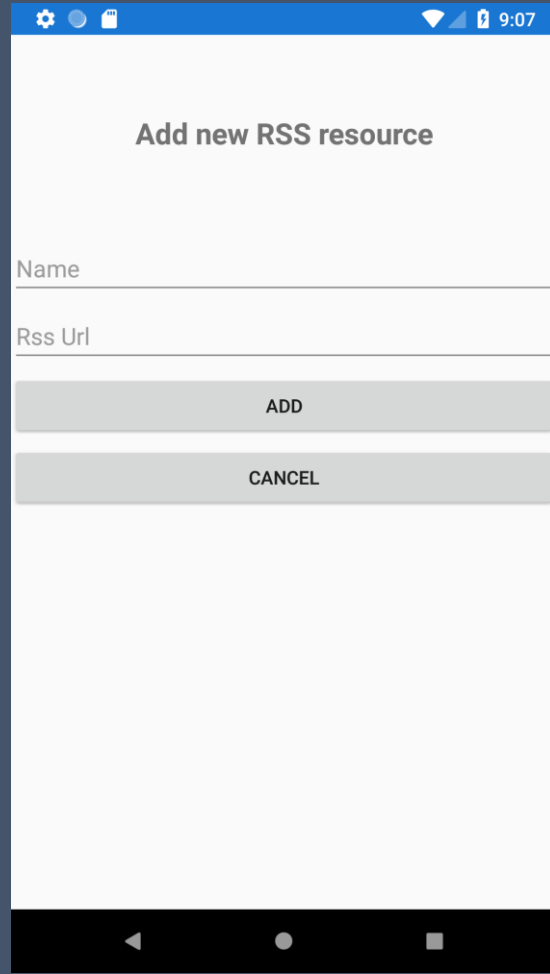 9:07
Add new RSS resource
Name
Rss Url
ADD
CANCEL